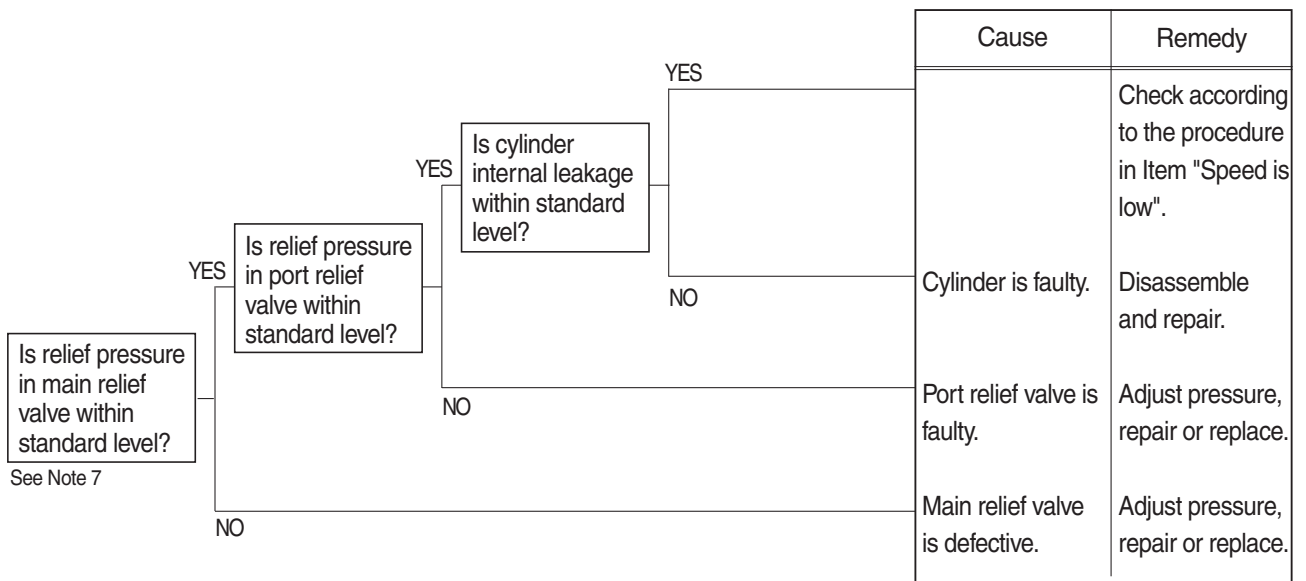 Cause
Remedy
YES
Check according
to the procedure
in Item "Speed is
low".
YES
Is cylinder
internal leakage
within standard
level?
NO
Cylinder is faulty.
Disassemble
and repair.
YES
Is relief pressure
in port relief
valve within
standard level?
NO
Port relief valve is
faulty.
Adjust pressure,
repair or replace.
Is relief pressure
in main relief
valve within
standard level?
See Note 7
NO
Main relief valve
is defective.
Adjust pressure,
repair or replace.